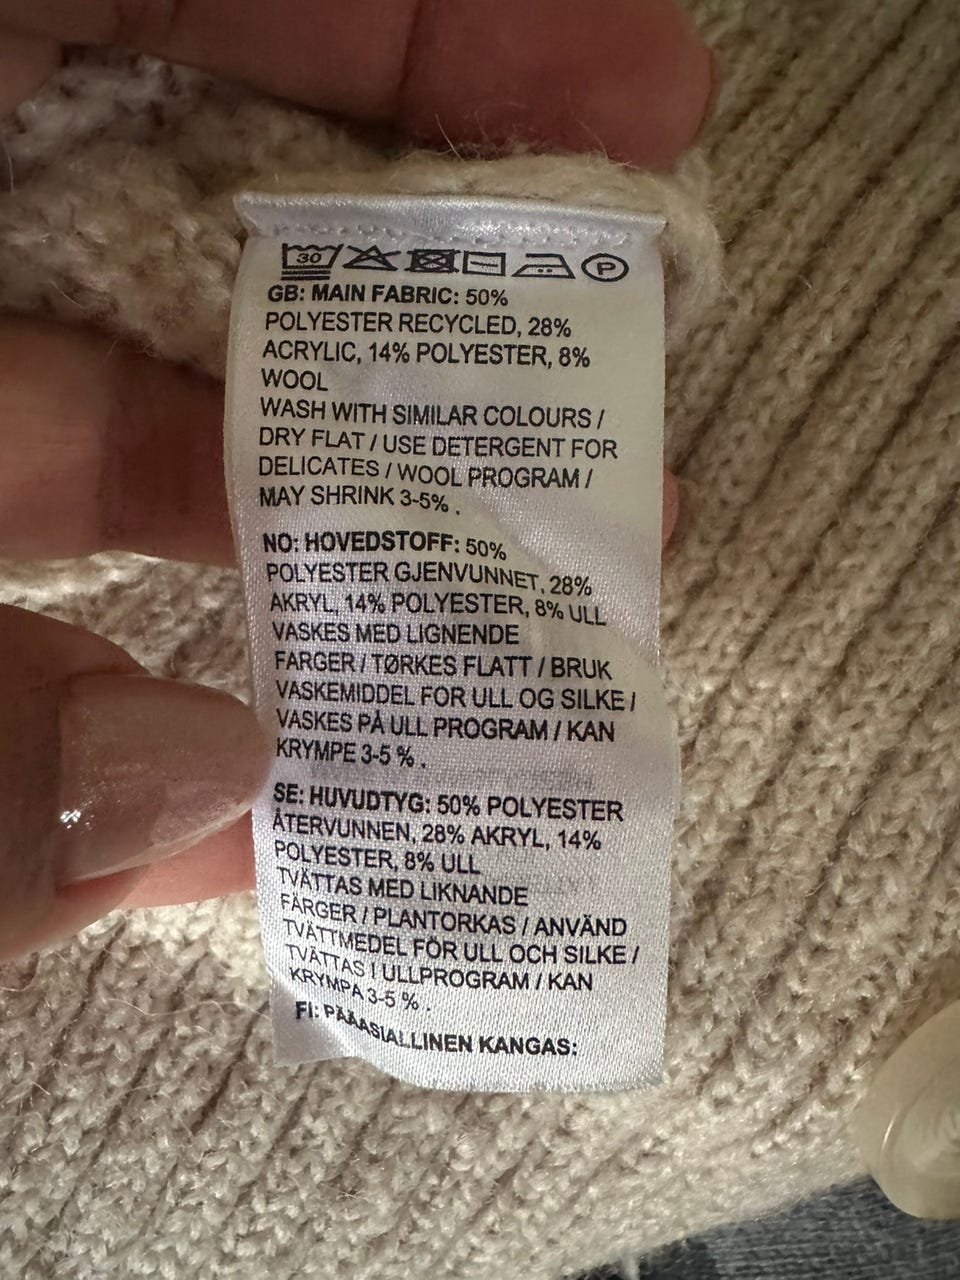 30 P
GB: MAIN FABRIC: 50%
POLYESTER RECYCLED, 28%
ACRYLIC, 14% POLYESTER, 8%
WOOL
WASH WITH SIMILAR COLOURS /
DRY FLAT / USE DETERGENT FOR
DELICATES / WOOL PROGRAM /
MAY SHRINK 3-5% .
NO: HOVEDSTOFF: 50%
POLYESTER GJENVUNNET, 28%
AKRYL, 14% POLYESTER, 8% ULL
VASKES MED LIGNENDE
FARGER / TØRKES FLATT / BRUK
VASKEMIDDEL FOR ULL OG SILKE /
VASKES PÅ ULL PROGRAM / KAN
KRYMPE 3-5 % .
SE: HUVUDTYG: 50% POLYESTER
ÅTERVUNNEN, 28% AKRYL, 14%
POLYESTER, 8% ULL
TVÄTTAS MED LIKNANDE
FÄRGER / PLANTORKAS / ANVÄND
TVÄTTMEDEL FÖR ULL OCH SILKE /
TVÄTTAS I ULLPROGRAM / KAN
KRYMPA 3-5 % .
FI: PÄÄASIALLINEN KANGAS: